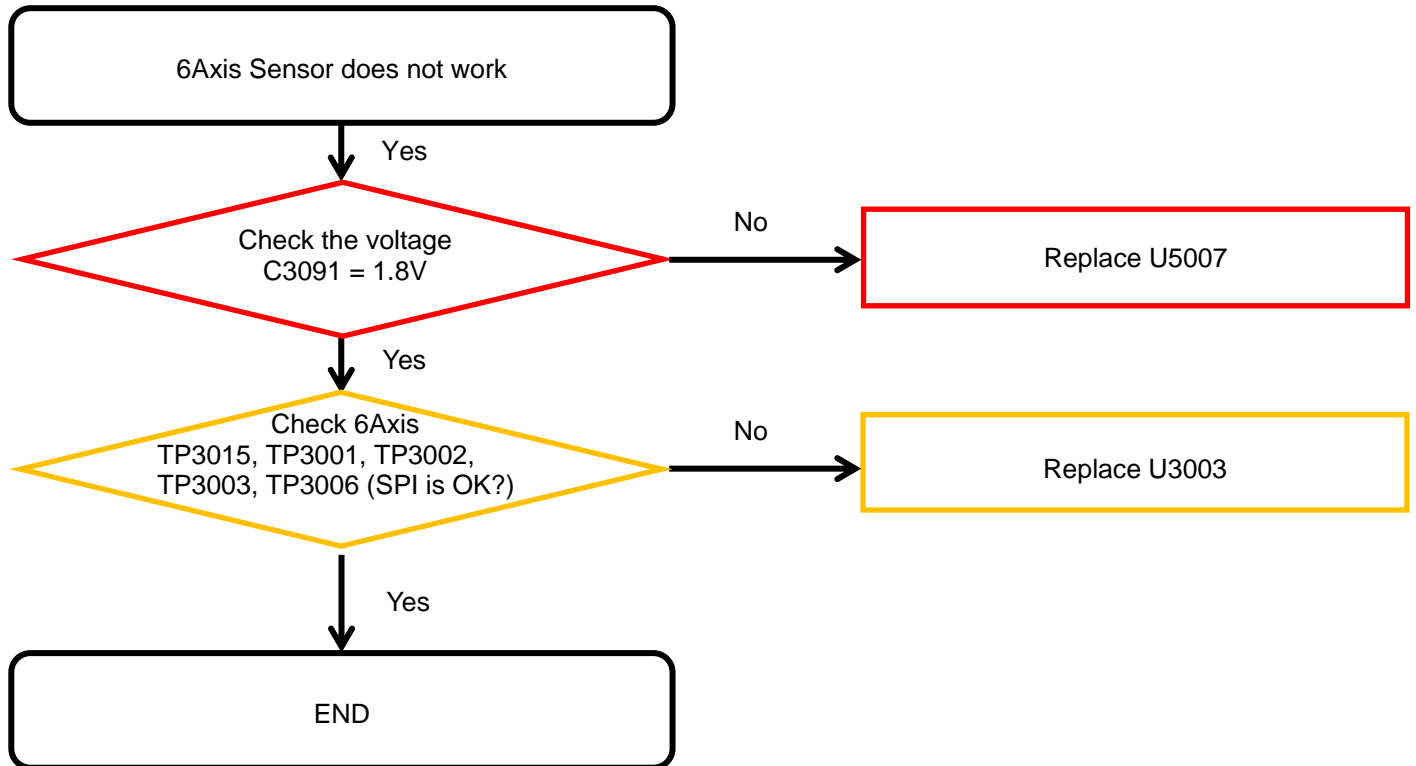 6Axis Sensor does not work
Yes
Check the voltage
C3091 = 1.8V
No
Replace U5007
Yes
Check 6Axis
TP3015, TP3001, TP3002,
TP3003, TP3006 (SPI is OK?)
No
Replace U3003
Yes
END